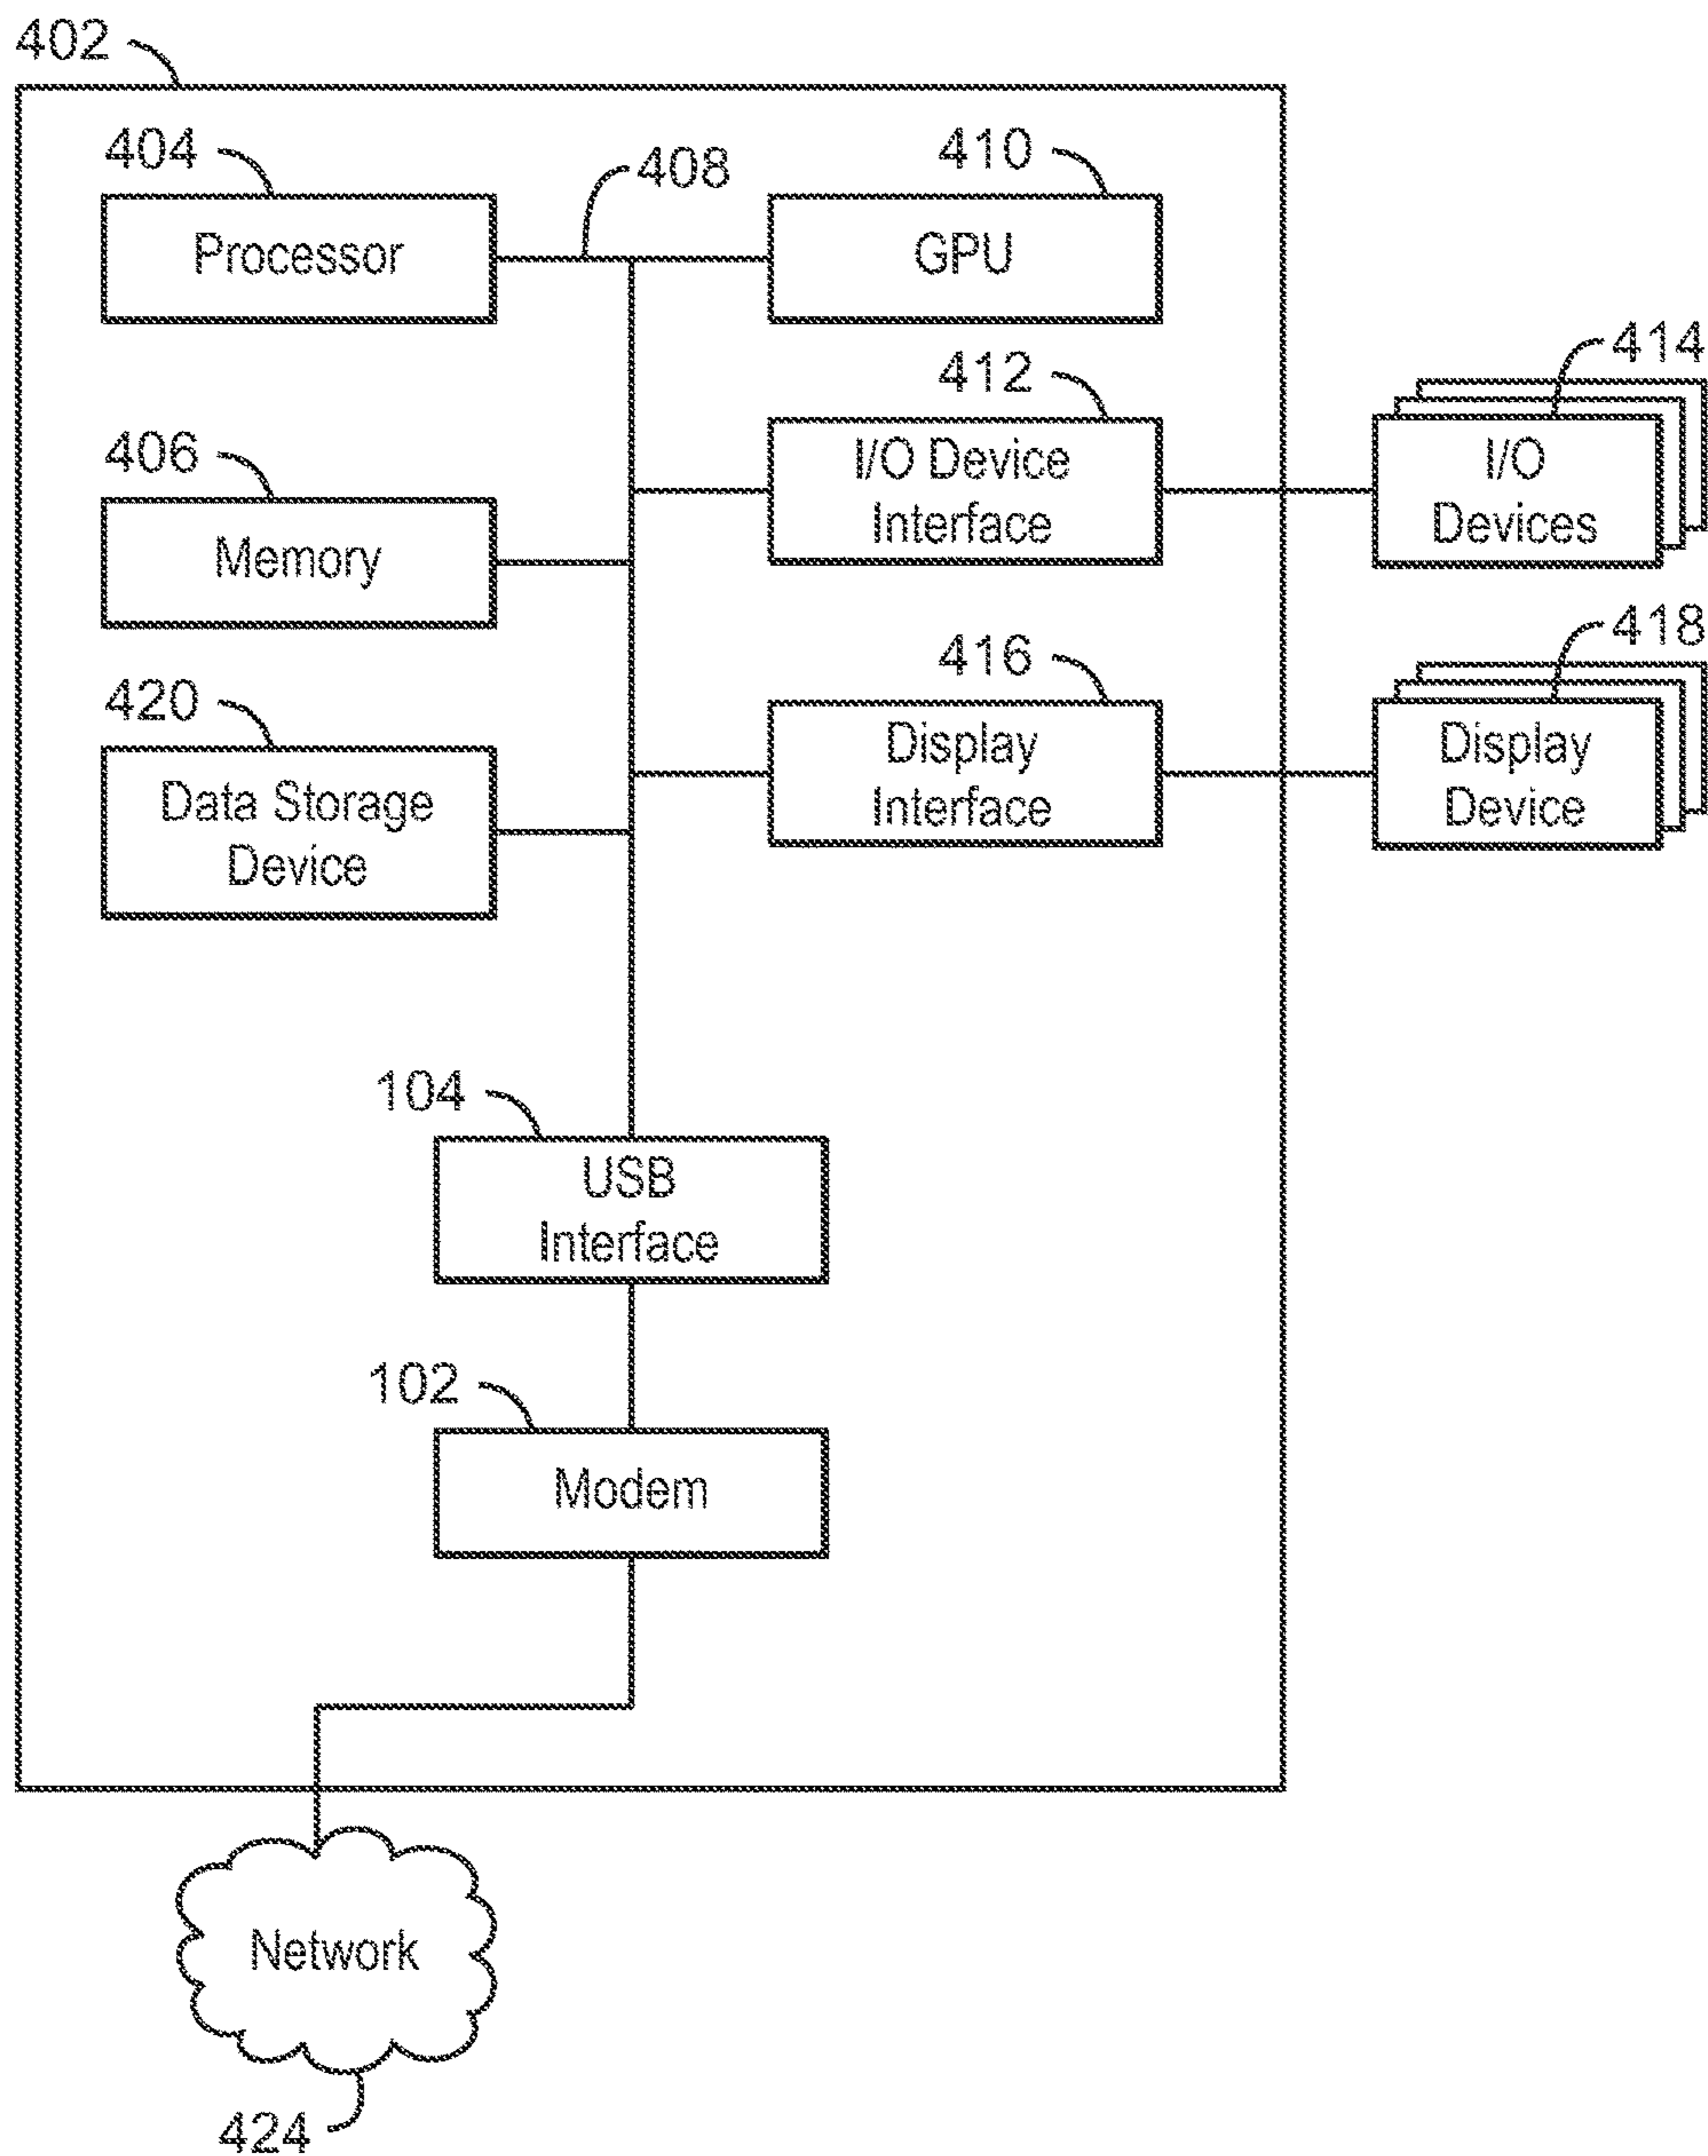 402
404
408
410
Processor
GPU
414
412
I/O Device
Interface
I/O
Devices
406
Memory
418
416
Display
Interface
Display
Device
420
Data Storage
Device
104
USB
Interface
102
Modem
Network
424